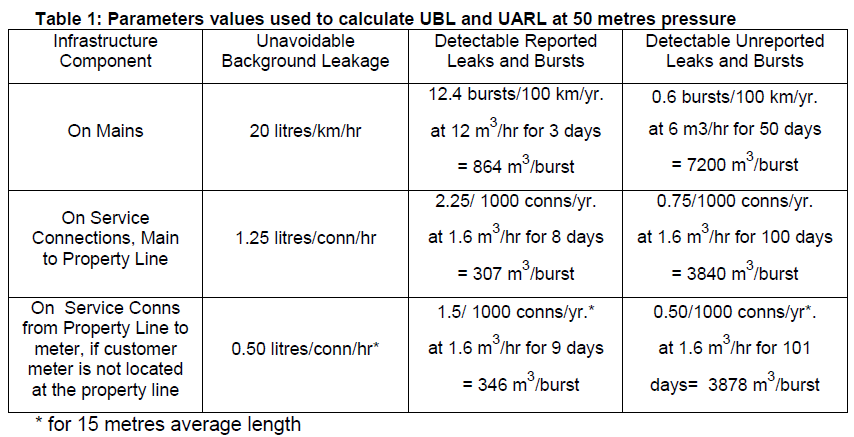 Table 1: Parameters values used to calculate UBL and UARL at 50 metres pressure
Infrastructure
Component
Unavoidable
Background Leakage
Detectable Reported
Leaks and Bursts
Detectable Unreported
Leaks and Bursts
On Mains
20 litres/km/hr
12.4 bursts/100 km/yr.
at 12 m³/hr for 3 days
= 864 m³/burst
0.6 bursts/100 km/yr.
at 6 m3/hr for 50 days
= 7200 m³/burst
On Service
Connections, Main
to Property Line
1.25 litres/conn/hr
2.25/ 1000 conns/yr.
at 1.6 m³/hr for 8 days
= 307 m³/burst
0.75/1000 conns/yr.
at 1.6 m³/hr for 100 days
= 3840 m³/burst
On  Service Conns
from Property Line to
meter, if customer
meter is not located
at the property line
0.50 litres/conn/hr*
1.5/ 1000 conns/yr.*
at 1.6 m³/hr for 9 days
= 346 m³/burst
0.50/1000 conns/yr*.
at 1.6 m³/hr for 101
days=  3878 m³/burst
* for 15 metres average length